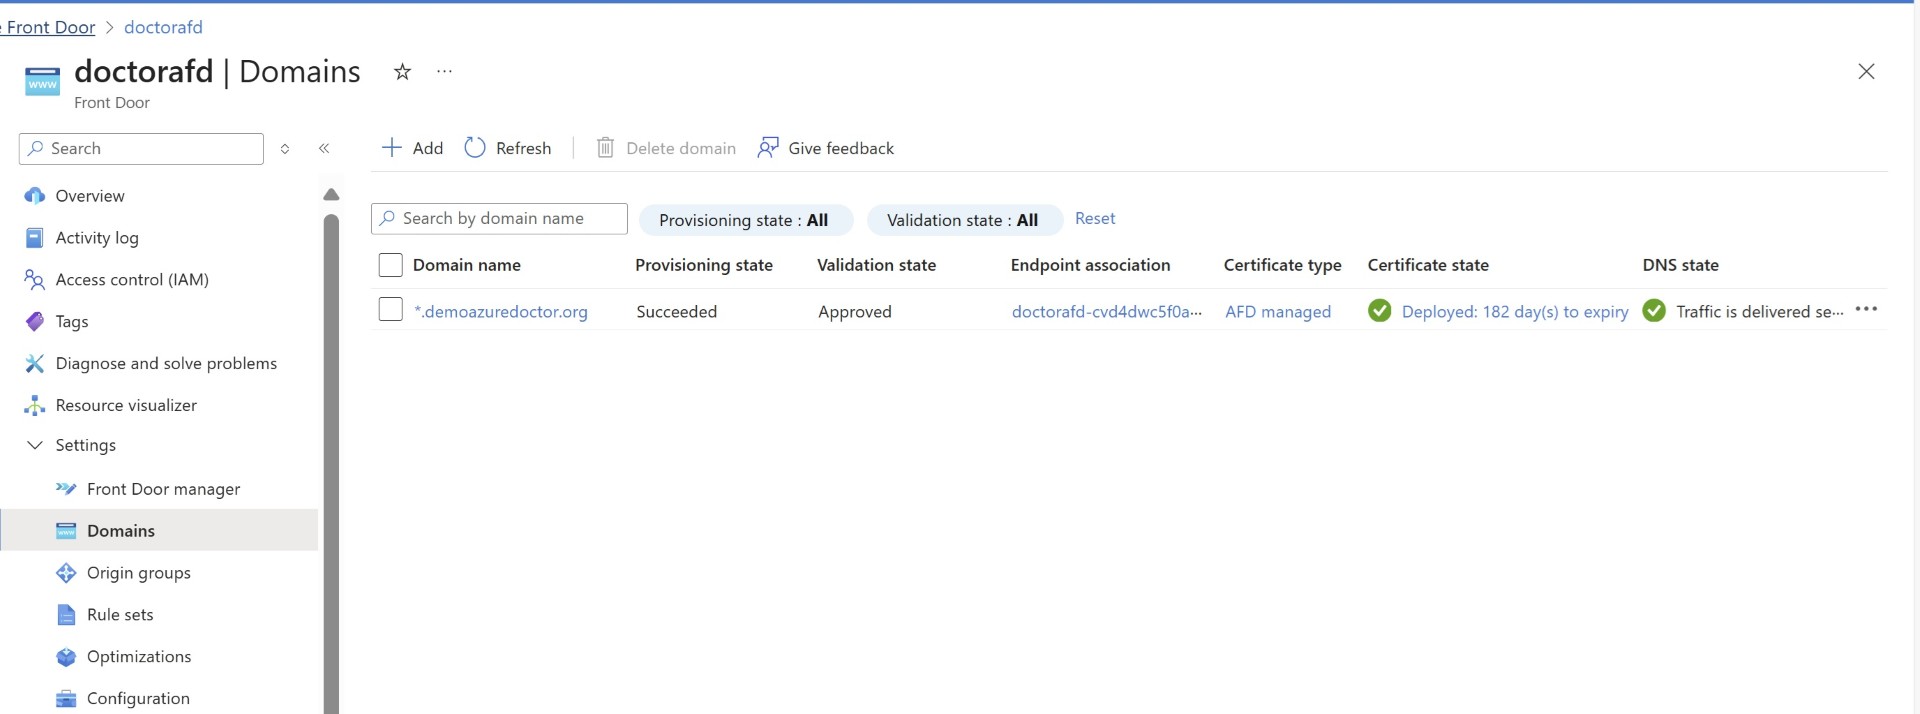 e Front Door > doctorafd
doctorafd | Domains
Front Door
Search
Add Refresh Delete domain Give feedback
Overview
Activity log
Access control (IAM)
Tags
Diagnose and solve problems
Resource visualizer
Settings
Front Door manager
Domains
Origin groups
Rule sets
Optimizations
Configuration
Search by domain name Provisioning state : All Validation state : All Reset
Domain name Provisioning state Validation state Endpoint association Certificate type Certificate state DNS state
*.demoazuredoctor.org Succeeded Approved doctorafd-cvd4dwc5f0a... AFD managed Deployed: 182 day(s) to expiry Traffic is delivered se...